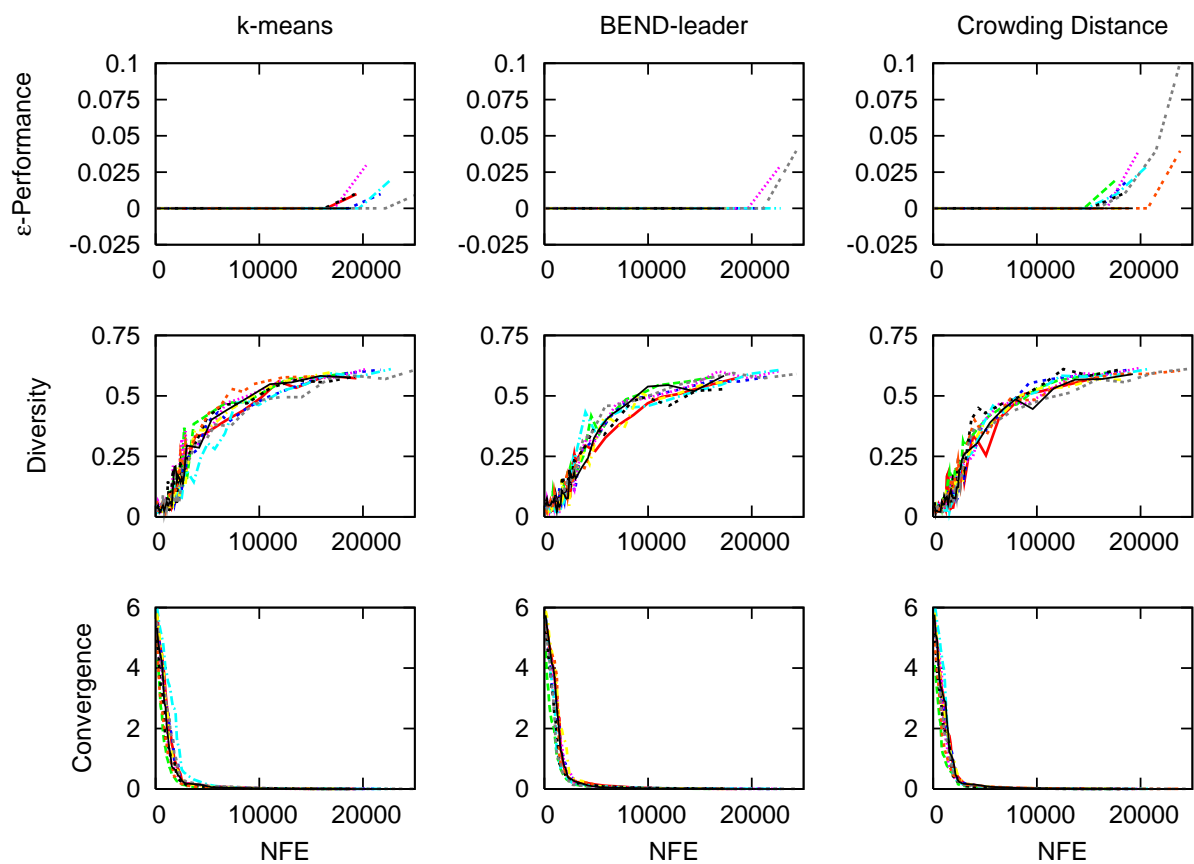 k-means BEND-leader Crowding Distance
ε-Performance
0.1 0.1 0.1
0.075 0.075 0.075
0.05 0.05 0.05
0.025 0.025 0.025
0 0 0
-0.025 -0.025 -0.025
0 10000 20000 0 10000 20000 0 10000 20000
Diversity
0.75 0.75 0.75
0.5 0.5 0.5
0.25 0.25 0.25
0 0 0
0 10000 20000 0 10000 20000 0 10000 20000
Convergence
6 6 6
4 4 4
2 2 2
0 0 0
0 10000 20000 0 10000 20000 0 10000 20000
NFE NFE NFE